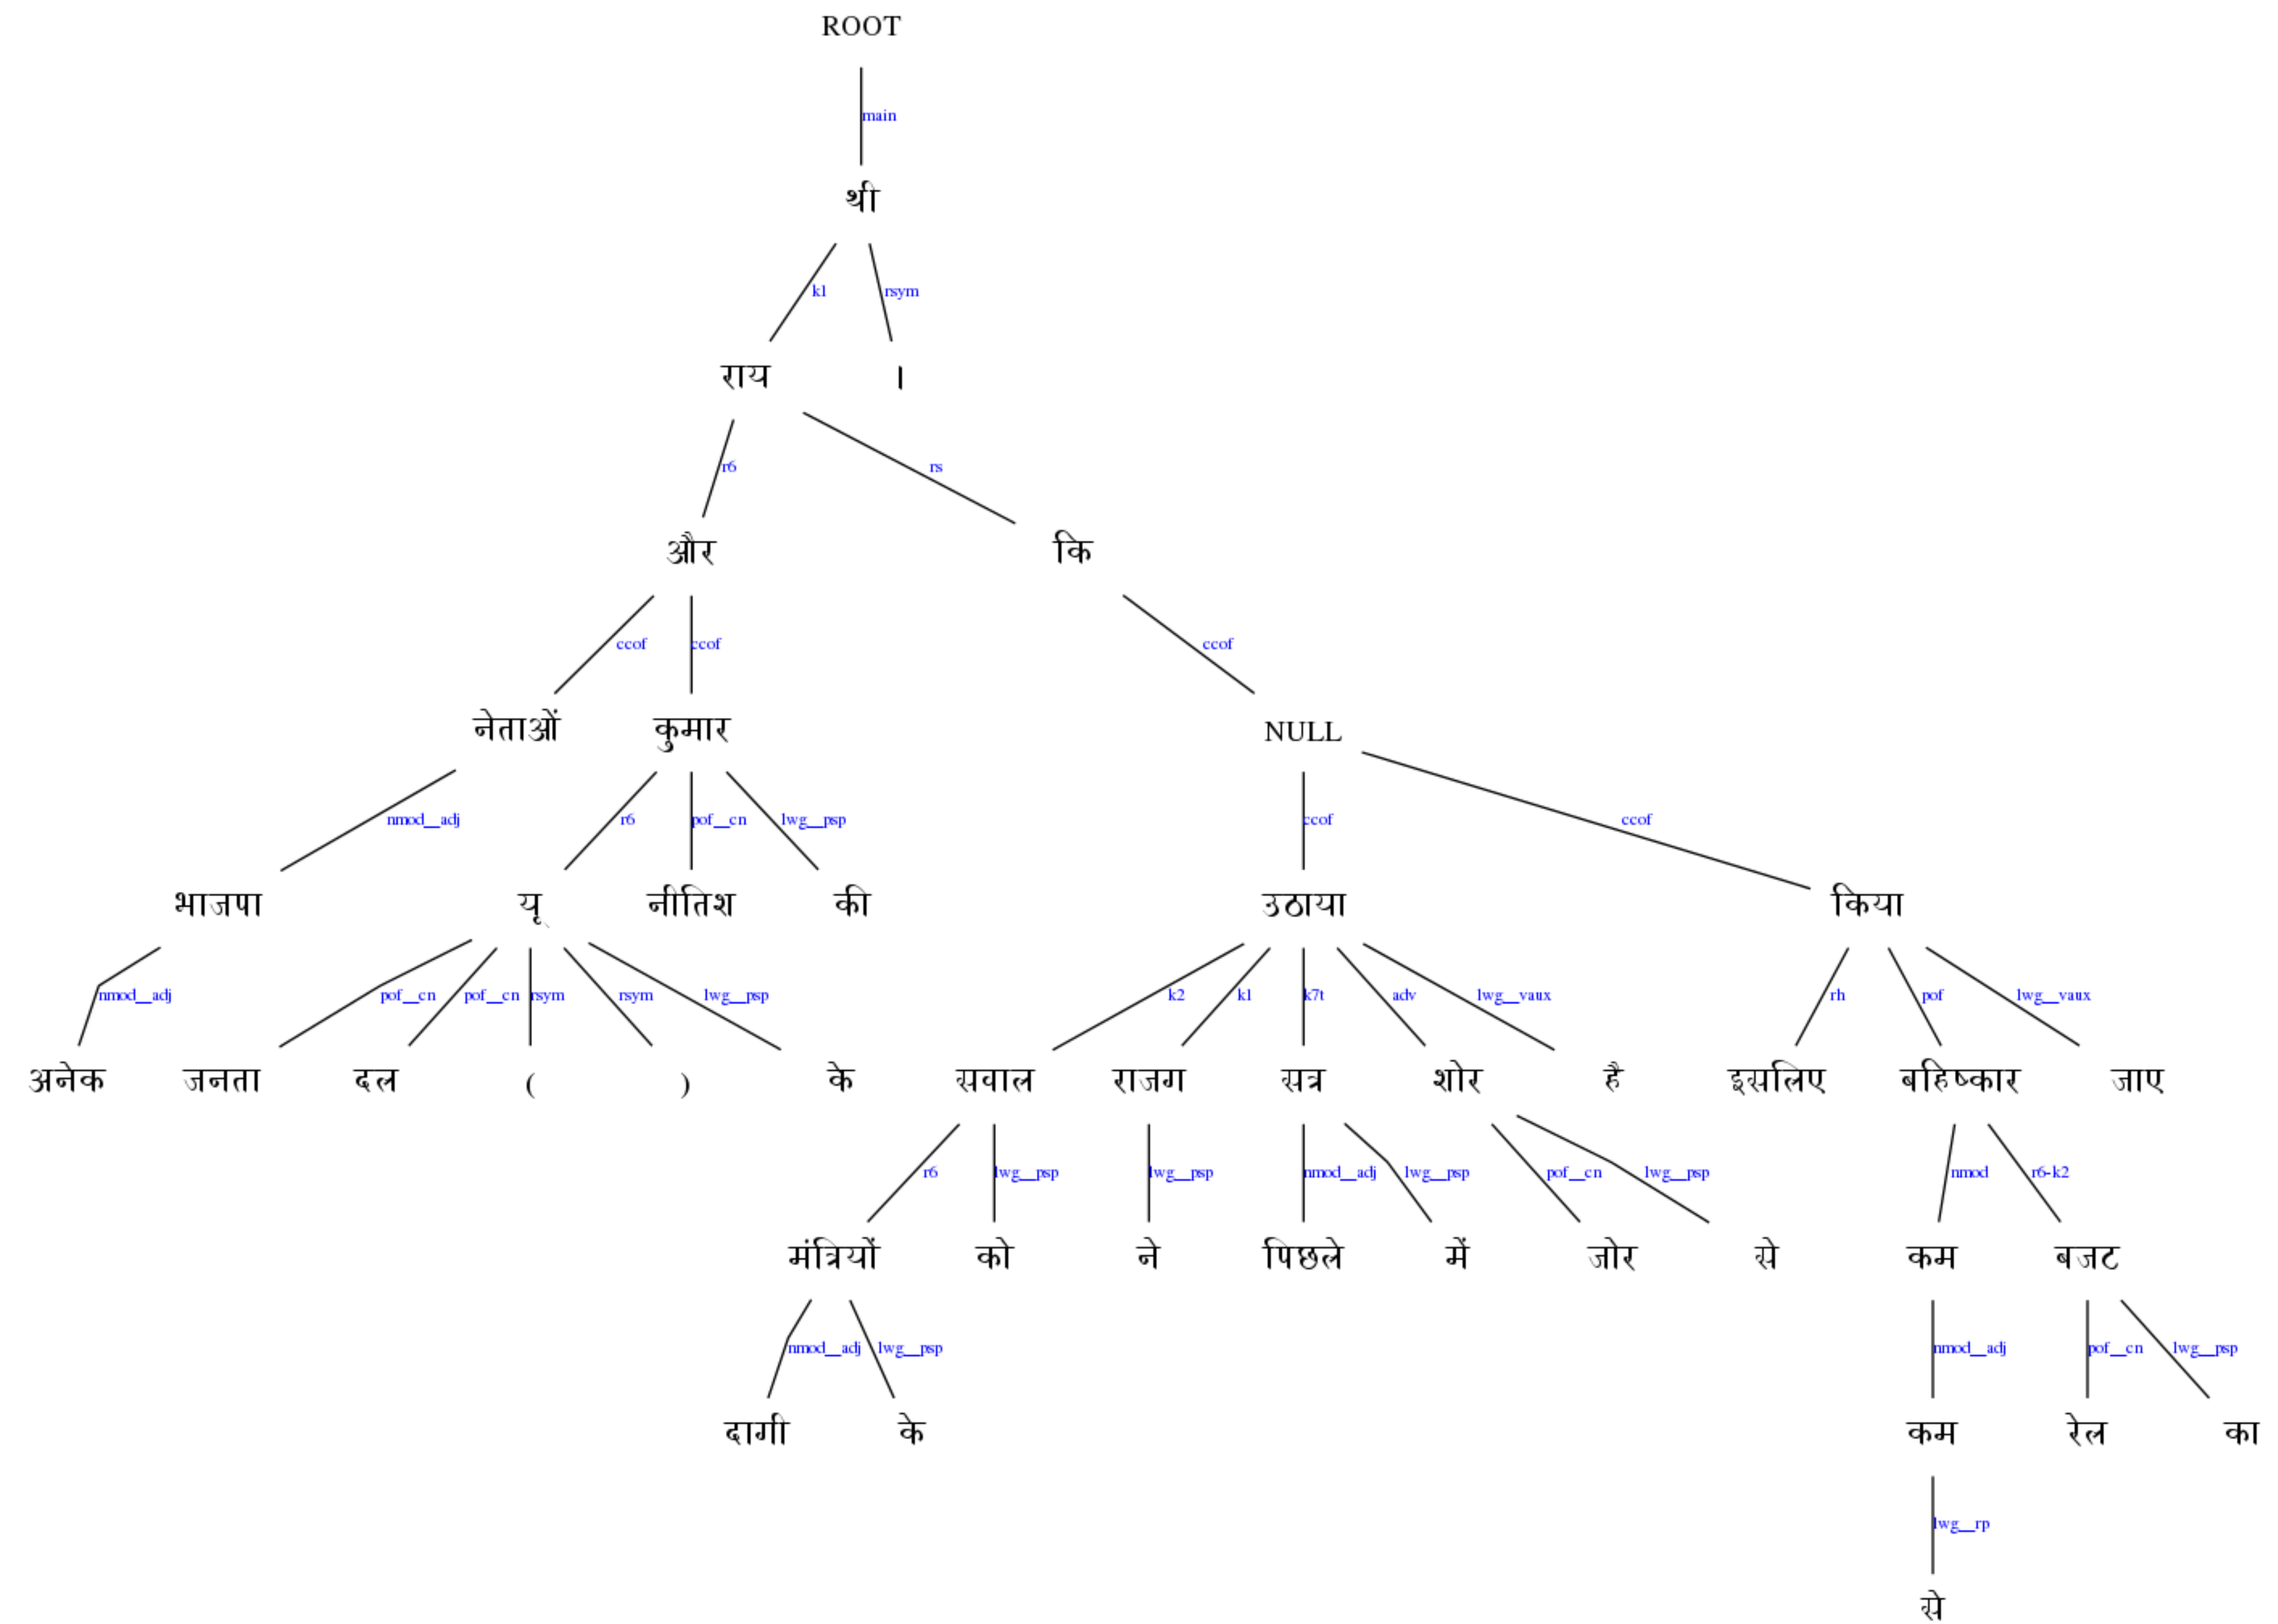 ROOT
main
थी
k1 rsym
राय ।
r6 rs
और कि
ccof ccof ccof
नेताओं कुमार NULL
nmod__adj r6 pof__cn lwg__psp ccof ccof
भाजपा यू नीतिश की उठाया किया
nmod__adj pof__cn pof__cn rsym rsym lwg__psp k2 k1 k7t adv lwg__vaux rh pof lwg__vaux
अनेक जनता दल ( ) के सवाल राजग सत्र शोर है इसलिए बहिष्कार जाए
r6 lwg__psp lwg__psp nmod__adj lwg__psp pof__cn lwg__psp nmod r6-k2
मंत्रियों को ने पिछले में जोर से कम बजट
nmod__adj lwg__psp nmod__adj pof__cn lwg__psp
दागी के कम रेल का
lwg__rp
से